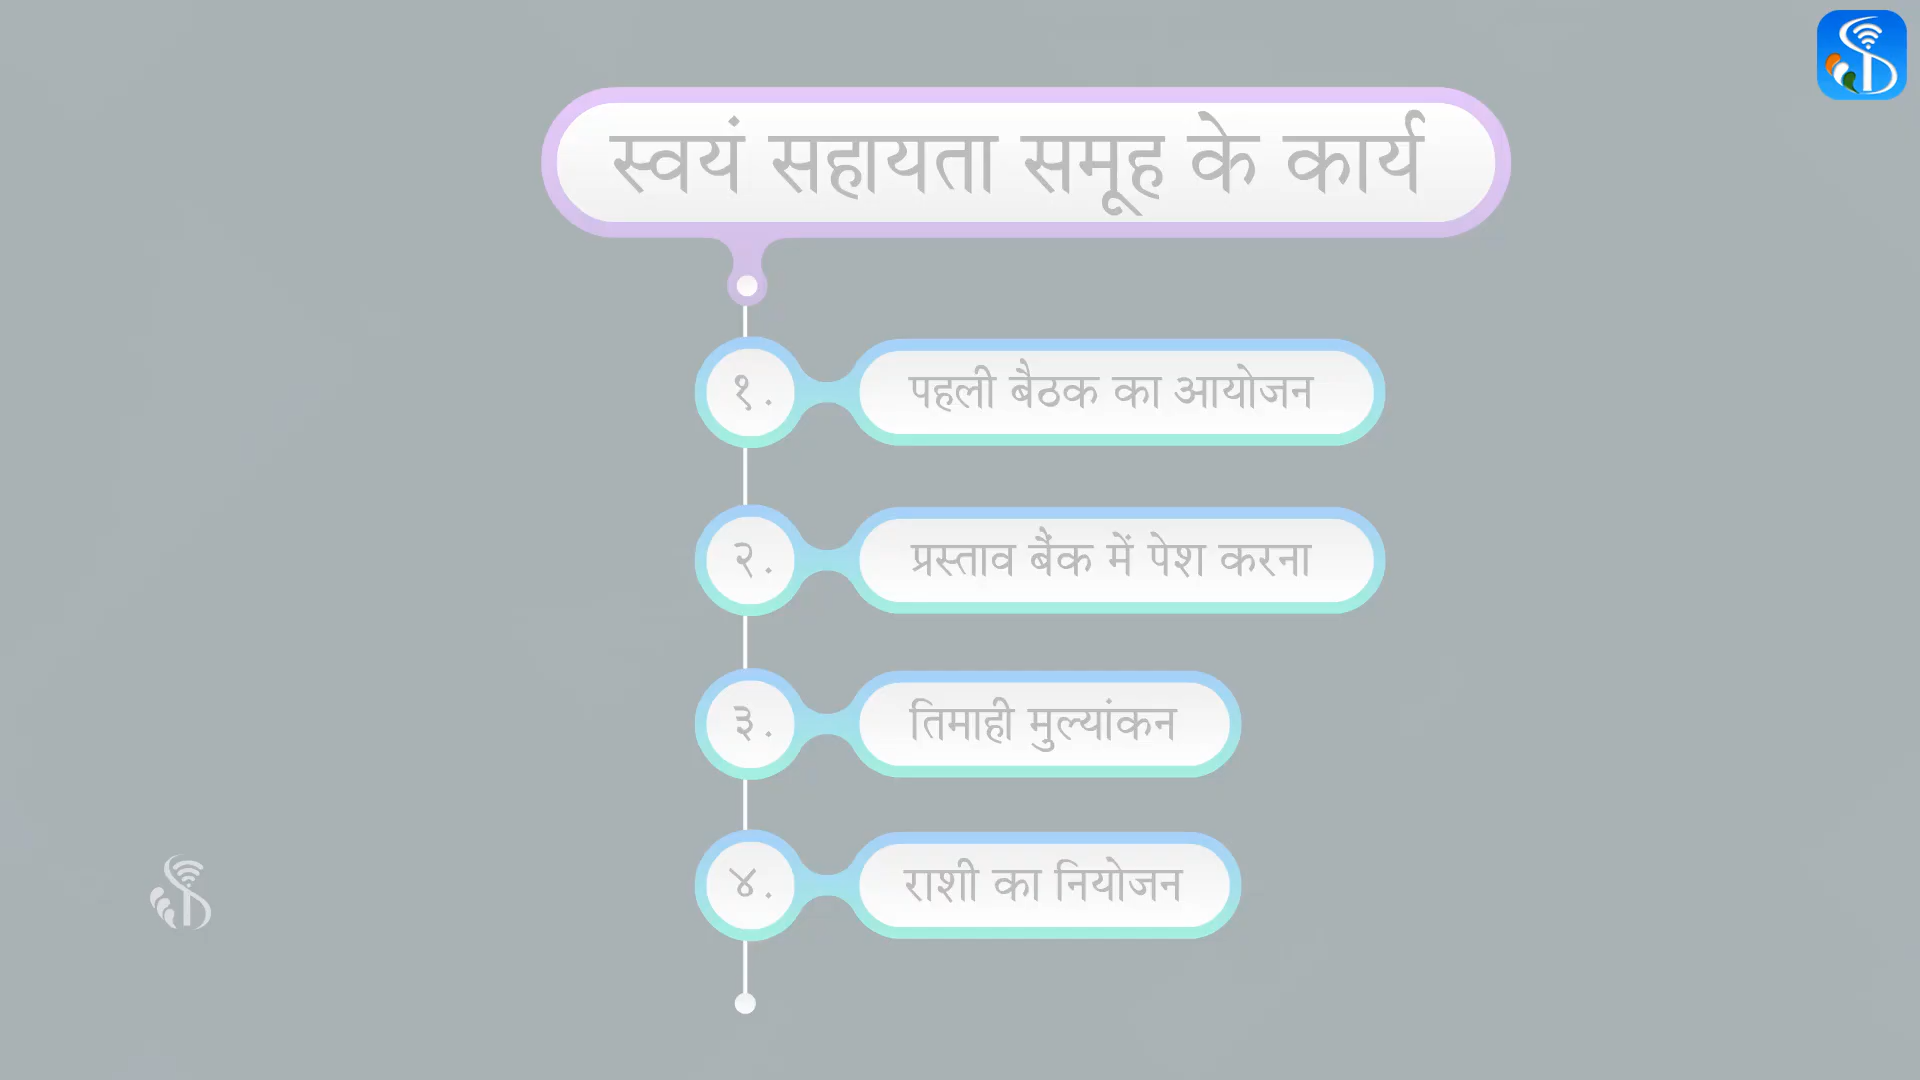 स्वयं सहायता समूह के कार्य
१. पहली बैठक का आयोजन
२. प्रस्ताव बैंक में पेश करना
३. तिमाही मुल्यांकन
४. राशी का नियोजन